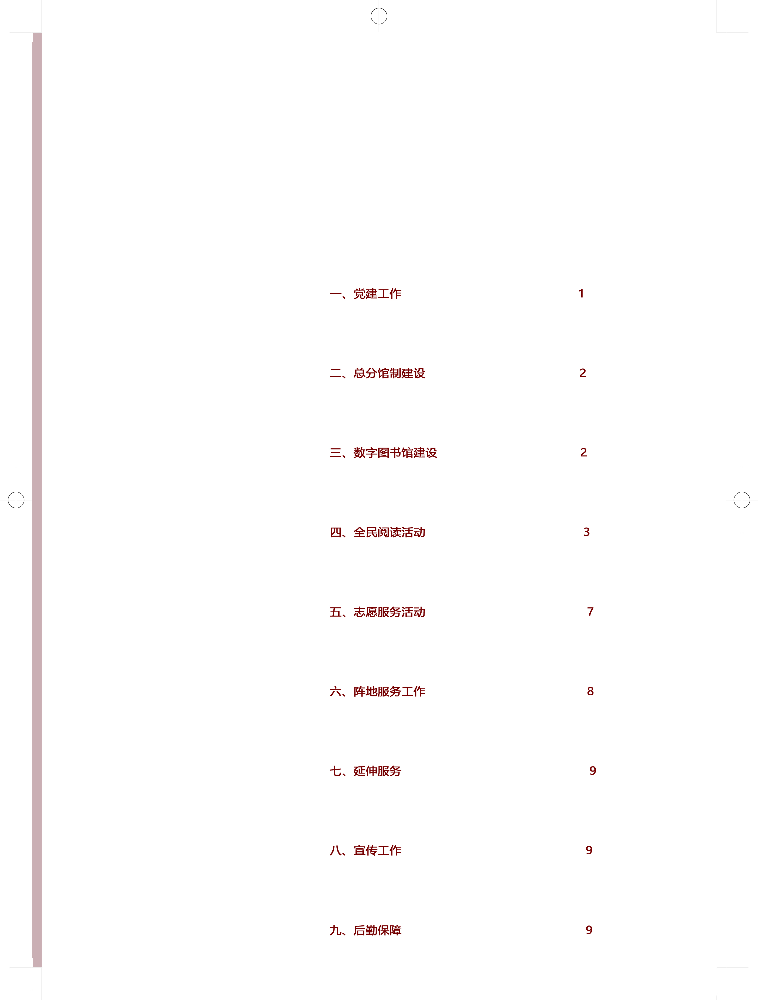 一、党建工作 1
二、总分馆制建设 2
三、数字图书馆建设 2
四、全民阅读活动 3
五、志愿服务活动 7
六、阵地服务工作 8
七、延伸服务 9
八、宣传工作 9
九、后勤保障 9